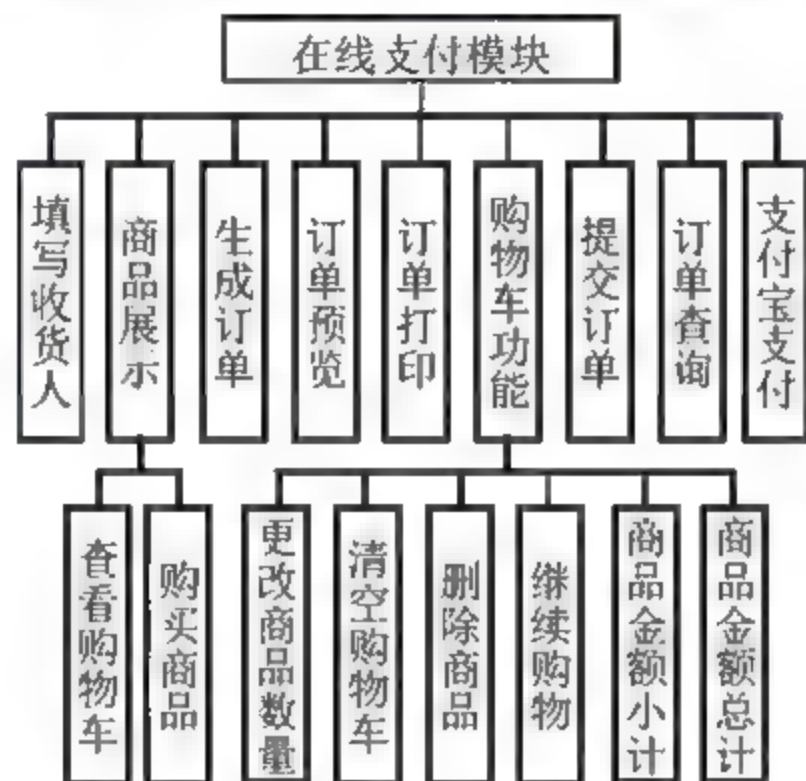 在线支付模块
填写收货人
商品展示
生成订单
订单预览
订单打印
购物车功能
提交订单
订单查询
支付宝支付
查看购物车
购买商品
更改商品数量
清空购物车
删除商品
继续购物
商品金额小计
商品金额总计